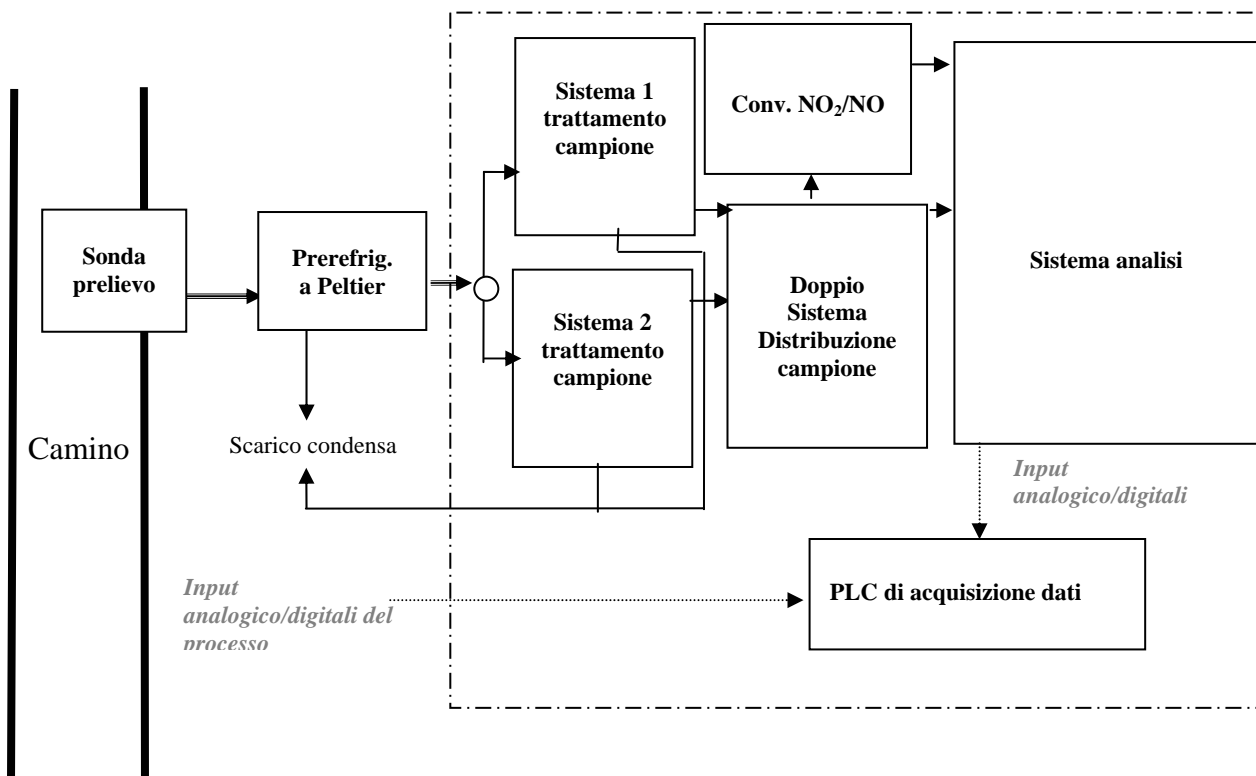 Sistema 1
trattamento
campione
Conv. NO₂/NO
Sonda
prelievo
Prerefrig.
a Peltier
Sistema 2
trattamento
campione
Doppio
Sistema
Distribuzione
campione
Sistema analisi
Camino
Scarico condensa
Input
analogico/digitali
Input
analogico/digitali del
processo
PLC di acquisizione dati